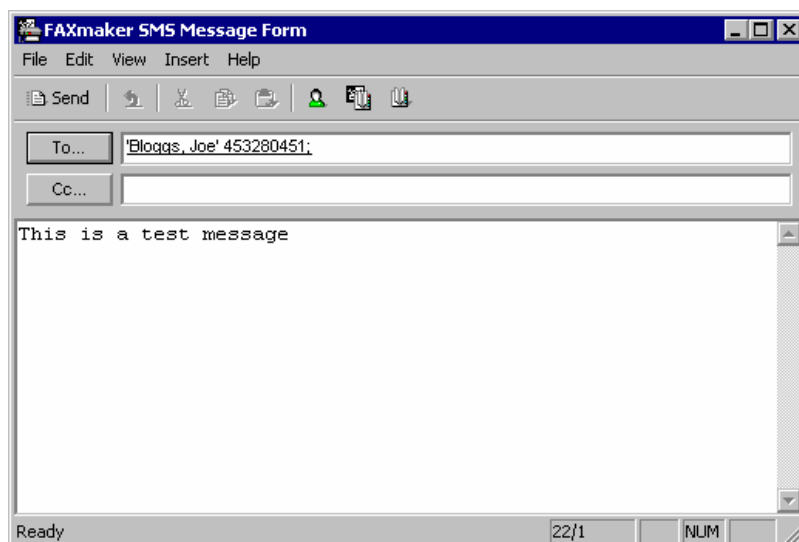 FAXmaker SMS Message Form
File Edit View Insert Help
Send
To... 'Bloggs, Joe' 453280451;
Cc...
This is a test message
Ready 22/1 NUM